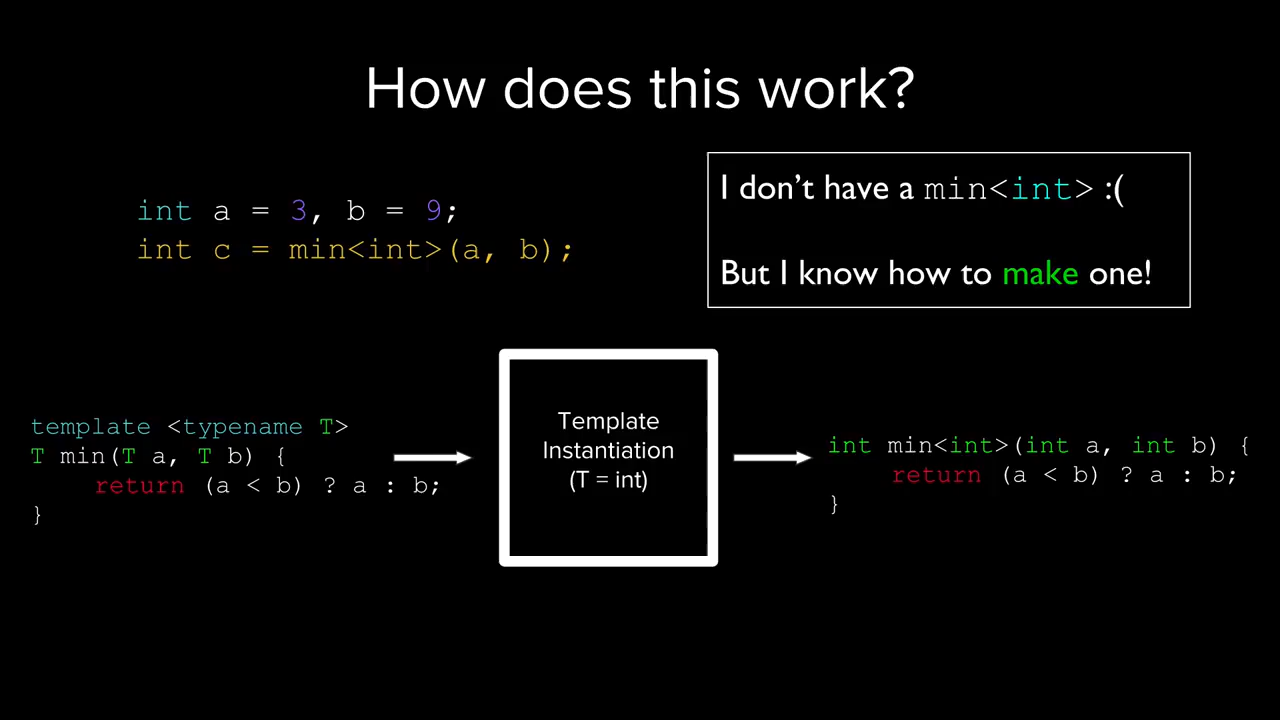 How does this work?
int a = 3, b = 9;
int c = min<int>(a, b);
I don’t have a min<int> :(
But I know how to make one!
template <typename T>
T min(T a, T b) {
return (a < b) ? a : b;
}
Template
Instantiation
(T = int)
int min<int>(int a, int b) {
return (a < b) ? a : b;
}